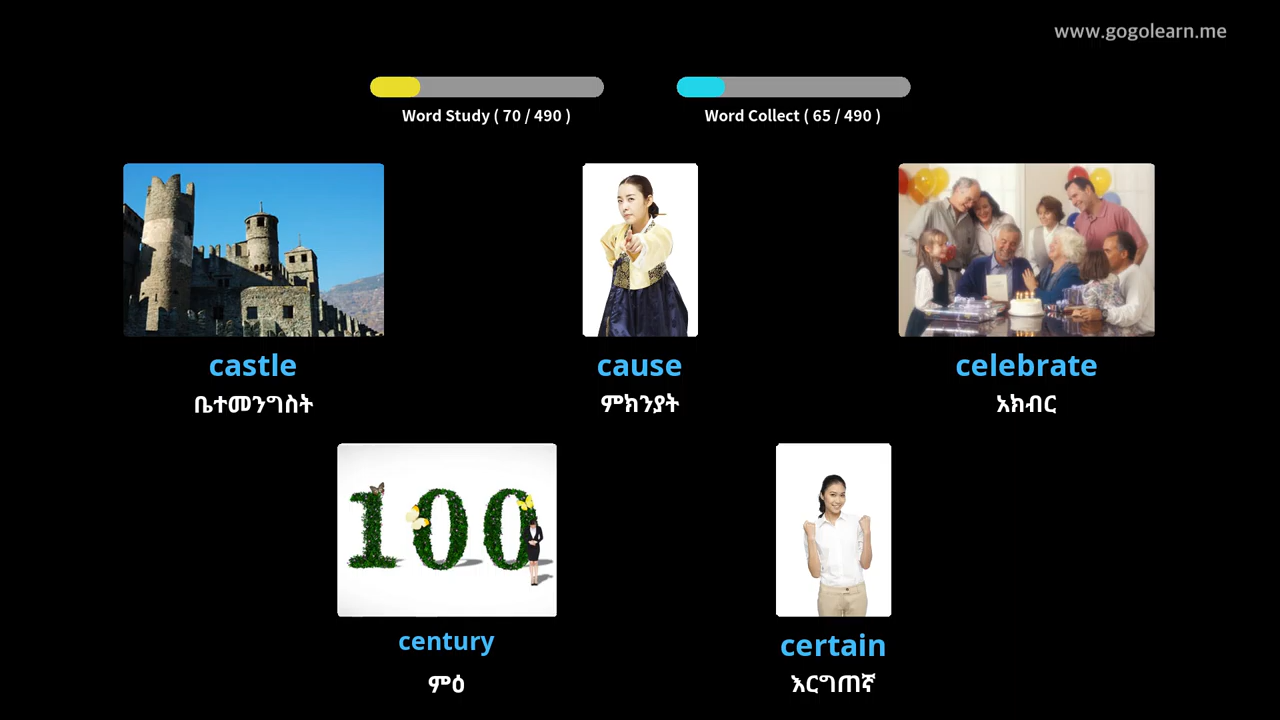 www.gogolearn.me
Word Study ( 70 / 490 )
Word Collect ( 65 / 490 )
castle
ቤተመንግስት
cause
ምክንያት
celebrate
አክብር
100
century
ምዕ
certain
እርግጠኛ